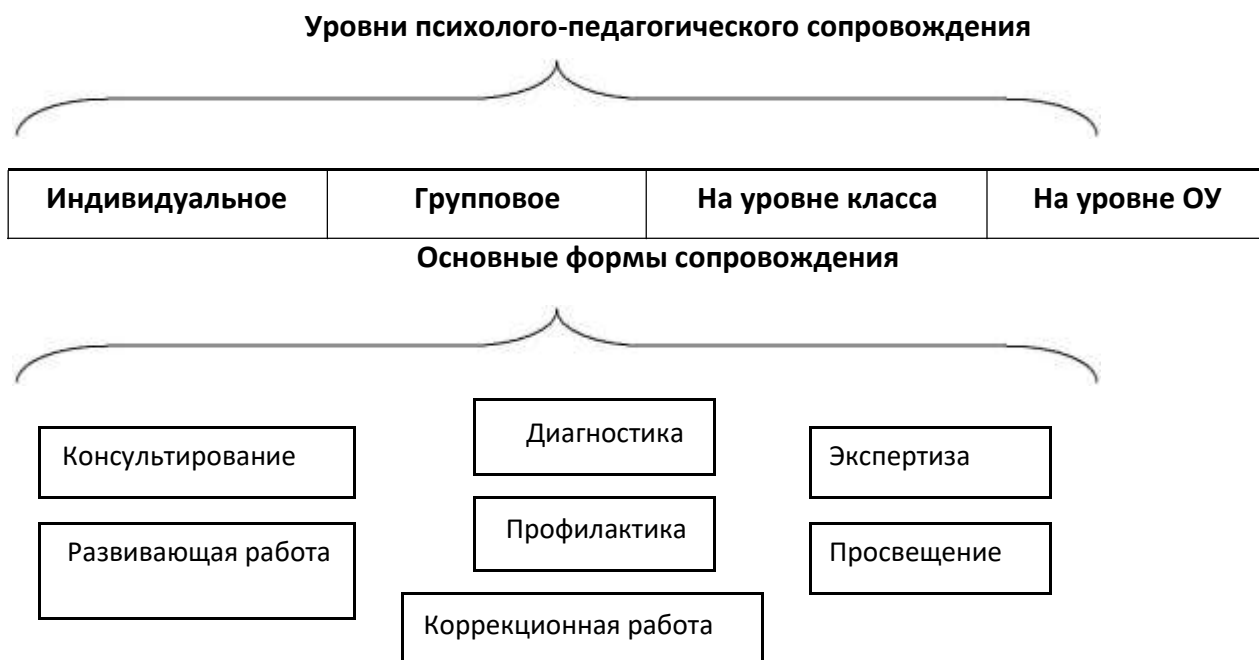 Уровни психолого-педагогического сопровождения
Индивидуальное Групповое На уровне класса На уровне ОУ
Основные формы сопровождения
Консультирование
Диагностика
Экспертиза
Развивающая работа
Профилактика
Просвещение
Коррекционная работа